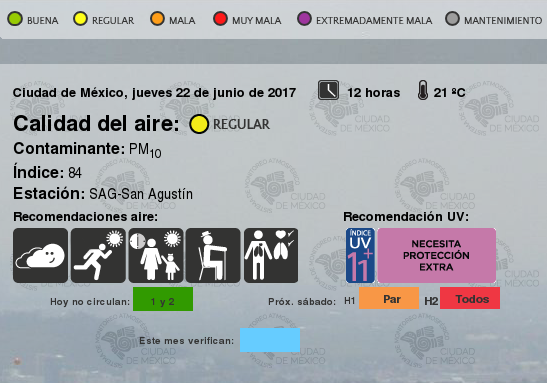 BUENA REGULAR MALA MUY MALA EXTREMADAMENTE MALA MANTENIMIENTO
Ciudad de México, jueves 22 de junio de 2017 12 horas 21 ºC
Calidad del aire: REGULAR
Contaminante: PM10
Índice: 84
Estación: SAG-San Agustín
Recomendaciones aire: Recomendación UV:
ÍNDICE
UV
11+
NECESITA
PROTECCIÓN
EXTRA
Hoy no circulan: 1 y 2 Próx. sábado: H1 Par H2 Todos
Este mes verifican:
CIUDAD
DE MÉXICO